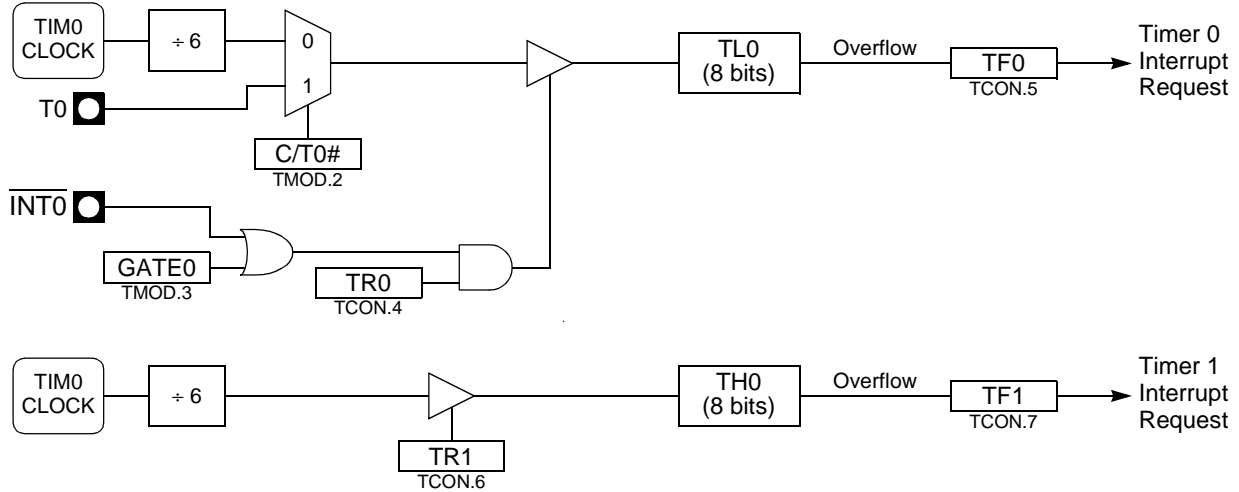 TIM0
CLOCK
÷ 6
0
1
T0
C/T0#
TMOD.2
TL0
(8 bits)
Overflow
TF0
TCON.5
Timer 0
Interrupt
Request
INT0
GATE0
TMOD.3
TR0
TCON.4
TIM0
CLOCK
÷ 6
TR1
TCON.6
TH0
(8 bits)
Overflow
TF1
TCON.7
Timer 1
Interrupt
Request